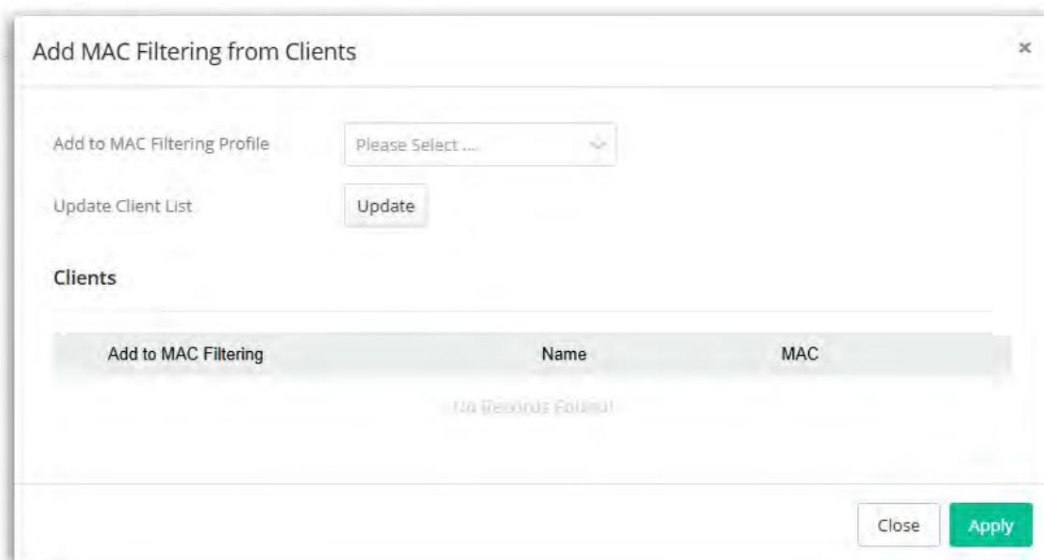 Add MAC Filtering from Clients ×
Add to MAC Filtering Profile Please Select ...
Update Client List Update
Clients
Add to MAC Filtering Name MAC
No Records Found!
Close Apply